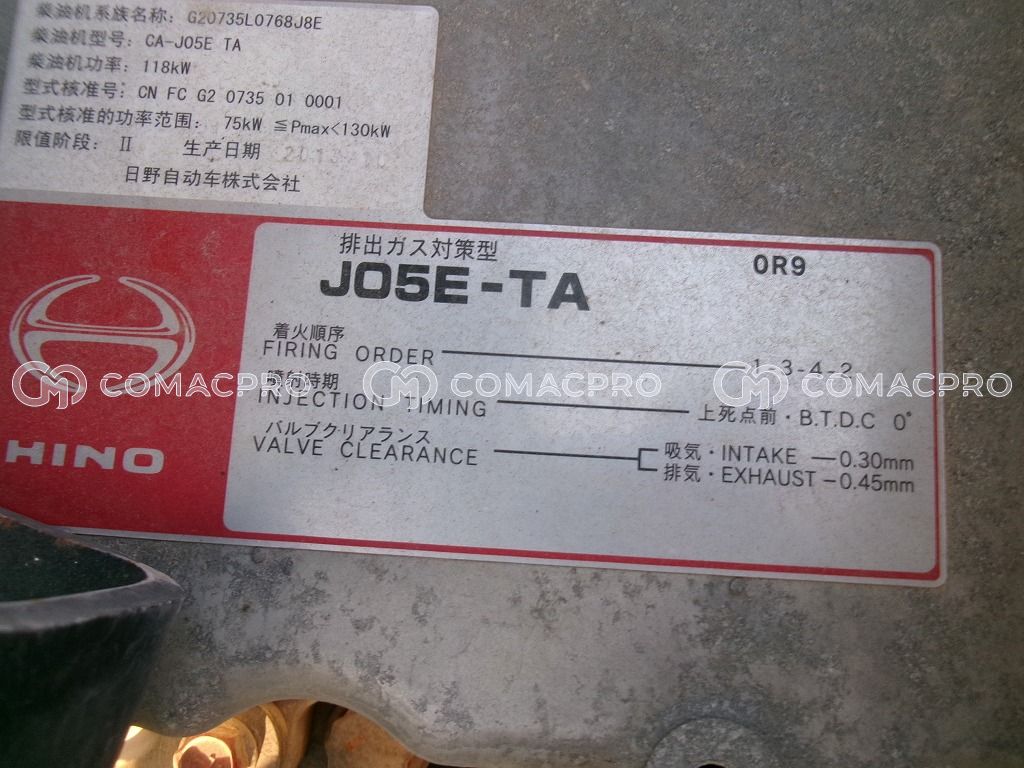 柴油机系族名称: G20735L0768J8E
柴油机型号: CA-J05E TA
柴油机功率: 118kW
型式核准号: CN FC G2 0735 01 0001
型式核准的功率范围: 75kW ≦Pmax<130kW
限值阶段: Ⅱ 生产日期
日野自动车株式会社
排出ガス対策型
J05E-TA
0R9
着火順序
FIRING ORDER 1-3-4-2
噴射時期
INJECTION TIMING 上死点前・B.T.D.C 0°
バルブクリアランス
VALVE CLEARANCE
吸気・INTAKE —0.30mm
排気・EXHAUST −0.45mm
HINO
COMACPRO COMACPRO COMACPRO